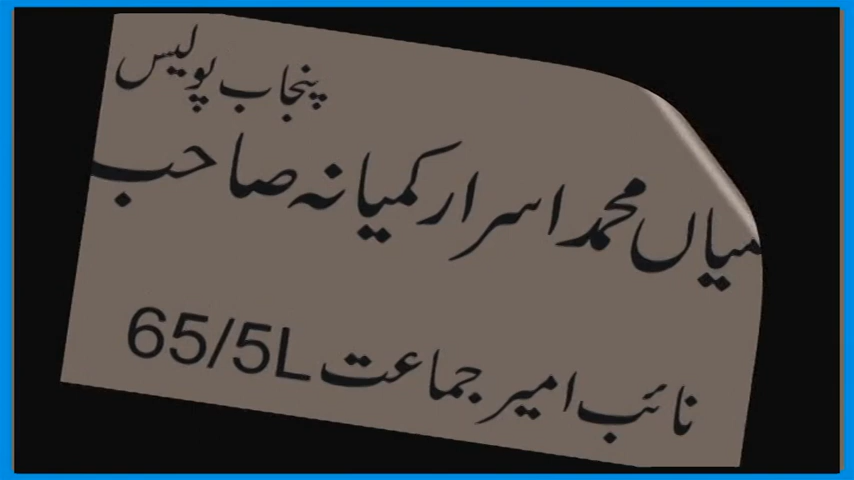 پنجاب پولیس
میاں محمد اسرار کمیانہ صاحب
نائب امیر جماعت 65/5L